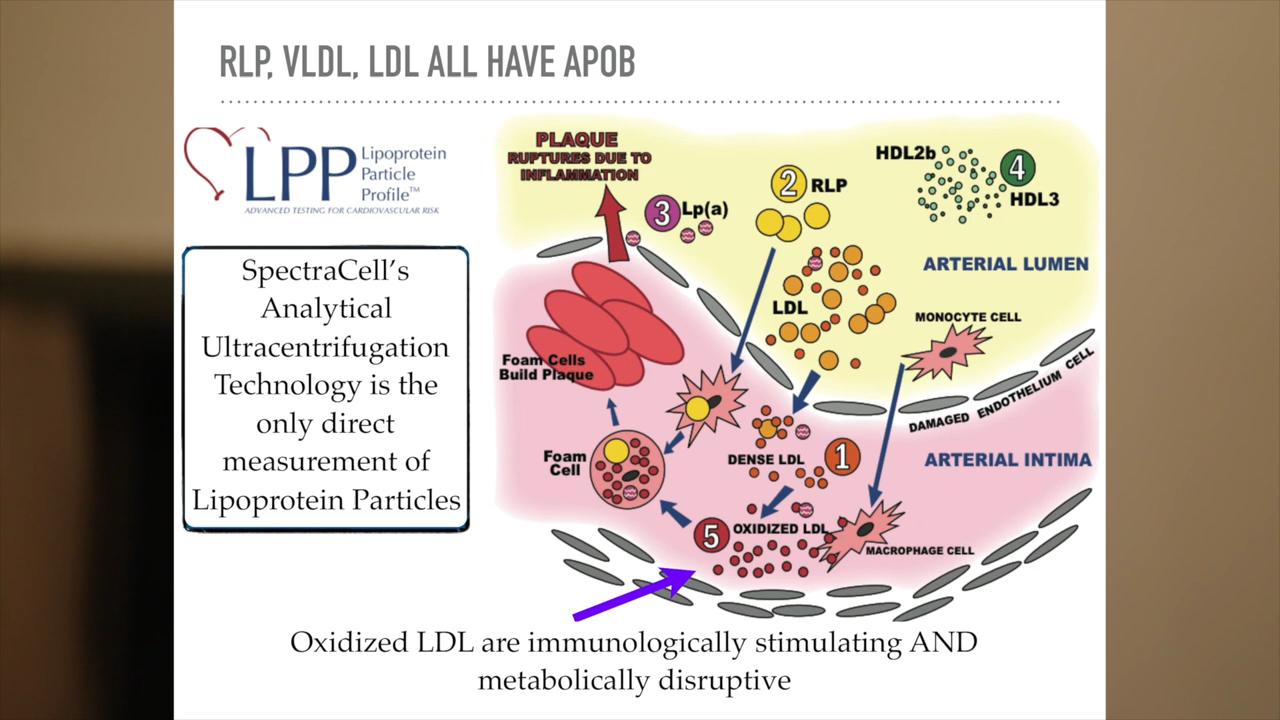 RLP, VLDL, LDL ALL HAVE APOB
LPP
Lipoprotein
Particle
Profile™
ADVANCED TESTING FOR CARDIOVASCULAR RISK
SpectraCell's
Analytical
Ultracentrifugation
Technology is the
only direct
measurement of
Lipoprotein Particles
PLAQUE
RUPTURES DUE TO
INFLAMMATION
3 Lp(a)
2 RLP
HDL2b
4
HDL3
ARTERIAL LUMEN
LDL
MONOCYTE CELL
Foam Cells
Build Plaque
DAMAGED ENDOTHELIUM CELL
Foam
Cell
DENSE LDL 1
ARTERIAL INTIMA
5 OXIDIZED LDL
MACROPHAGE CELL
Oxidized LDL are immunologically stimulating AND
metabolically disruptive